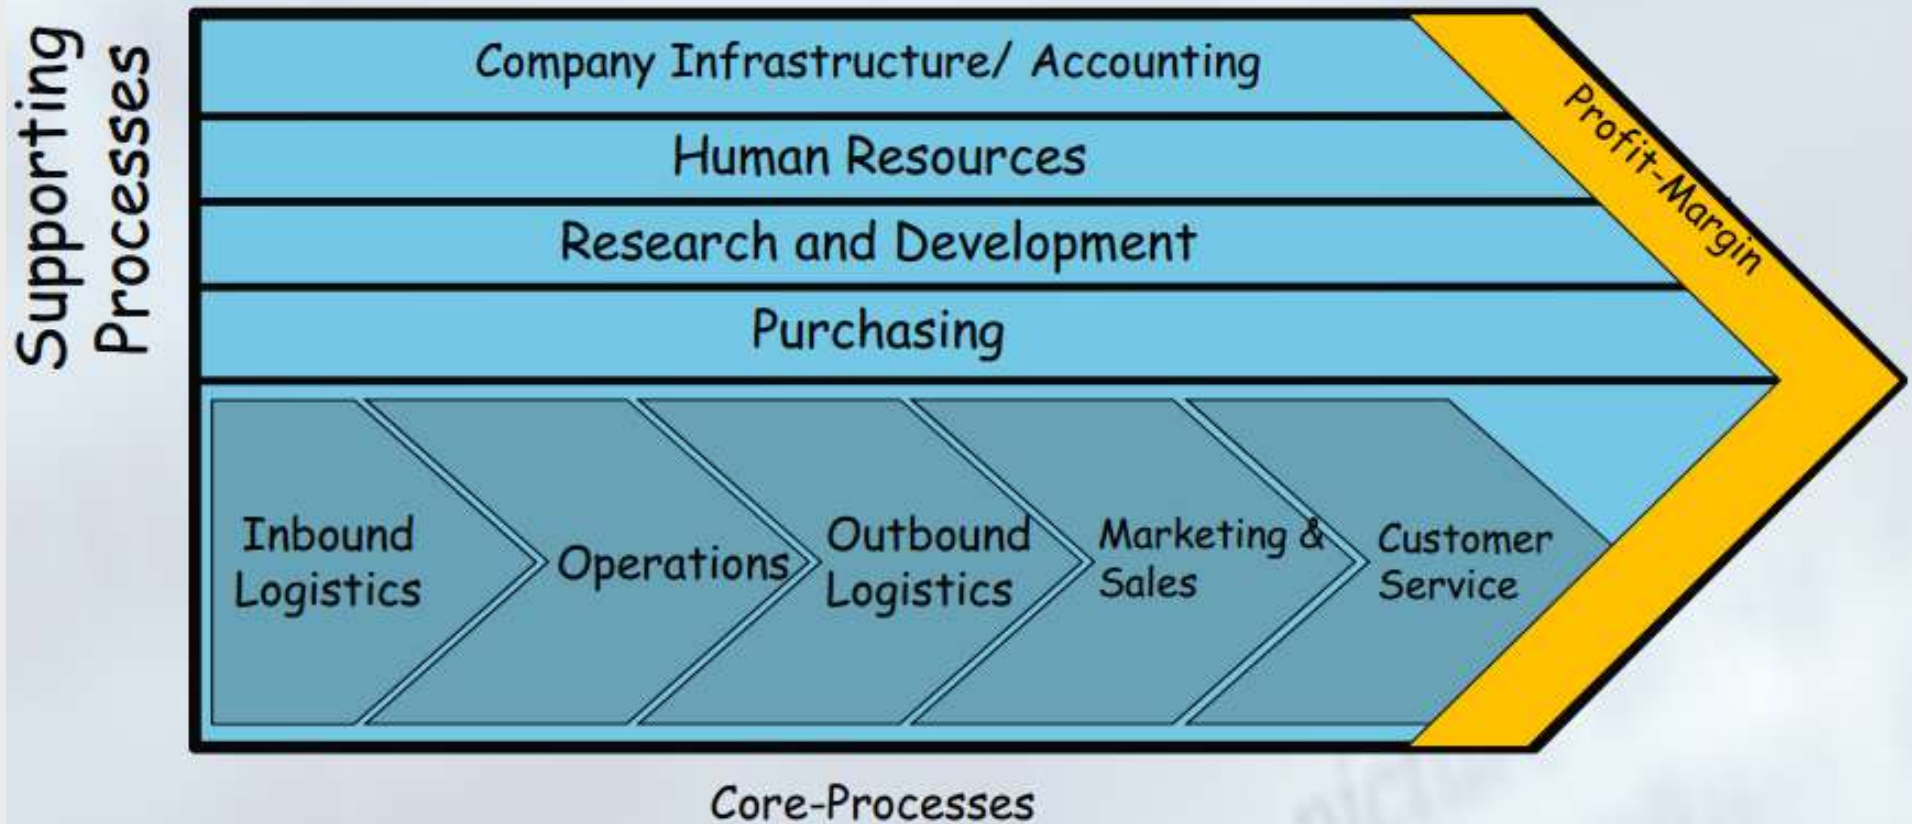 Supporting
Processes
Company Infrastructure/ Accounting
Human Resources
Research and Development
Purchasing
Profit-Margin
Inbound
Logistics
Operations
Outbound
Logistics
Marketing &
Sales
Customer
Service
Core-Processes